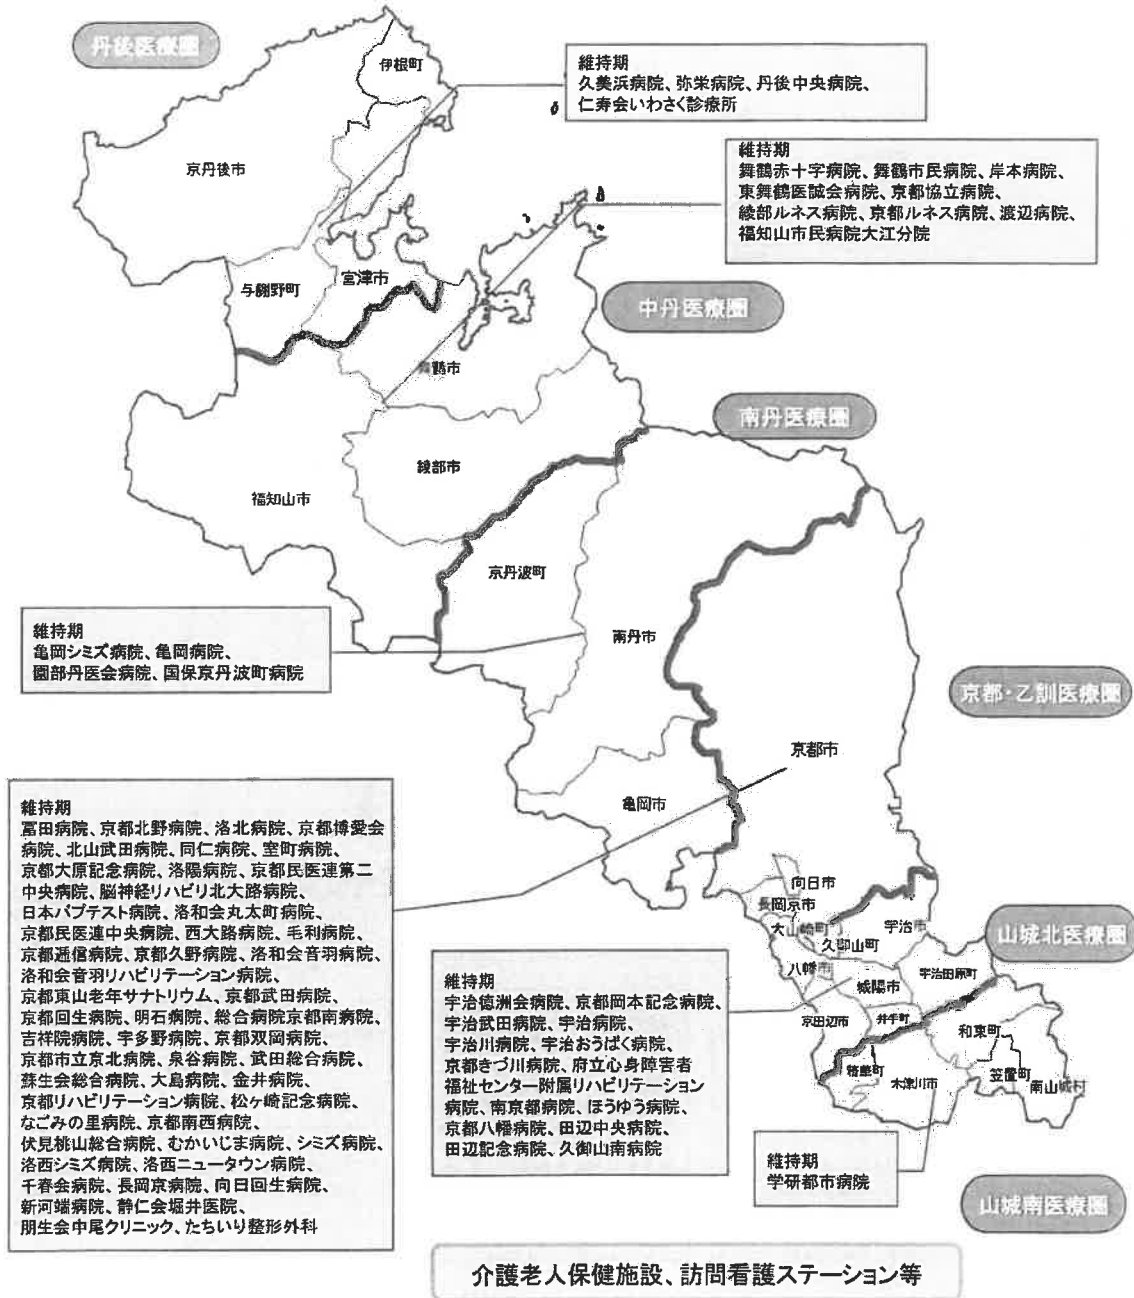 丹後医療圏
伊根町
維持期
久美浜病院、弥栄病院、丹後中央病院、
仁寿会いわさく診療所
京丹後市
維持期
舞鶴赤十字病院、舞鶴市民病院、岸本病院、
東舞鶴医誠会病院、京都協立病院、
綾部ルネス病院、京都ルネス病院、渡辺病院、
福知山市民病院大江分院
与謝野町
宮津市
中丹医療圏
舞鶴市
南丹医療圏
綾部市
福知山市
京丹波町
維持期
亀岡シミズ病院、亀岡病院、
園部丹医会病院、国保京丹波町病院
南丹市
京都・乙訓医療圏
京都市
亀岡市
維持期
冨田病院、京都北野病院、洛北病院、京都博愛会
病院、北山武田病院、同仁病院、室町病院、
京都大原記念病院、洛陽病院、京都民医連第二
中央病院、脳神経リハビリ北大路病院、
日本バプテスト病院、洛和会丸太町病院、
京都民医連中央病院、西大路病院、毛利病院、
京都逓信病院、京都久野病院、洛和会音羽病院、
洛和会音羽リハビリテーション病院、
京都東山老年サナトリウム、京都武田病院、
京都回生病院、明石病院、総合病院京都南病院、
吉祥院病院、宇多野病院、京都双岡病院、
京都市立京北病院、泉谷病院、武田総合病院、
蘇生会総合病院、大島病院、金井病院、
京都リハビリテーション病院、松ヶ崎記念病院、
なごみの里病院、京都南西病院、
伏見桃山総合病院、むかいじま病院、シミズ病院、
洛西シミズ病院、洛西ニュータウン病院、
千春会病院、長岡京病院、向日回生病院、
新河端病院、静仁会堀井医院、
朋生会中尾クリニック、たちいり整形外科
向日市
長岡京市
大山崎町
宇治市
久御山町
山城北医療圏
八幡市
宇治田原町
城陽市
京田辺市
井手町
和束町
精華町
木津川市
笠置町
南山城村
維持期
宇治徳洲会病院、京都岡本記念病院、
宇治武田病院、宇治病院、
宇治川病院、宇治おうばく病院、
京都きづ川病院、府立心身障害者
福祉センター附属リハビリテーション
病院、南京都病院、ほうゆう病院、
京都八幡病院、田辺中央病院、
田辺記念病院、久御山南病院
維持期
学研都市病院
山城南医療圏
介護老人保健施設、訪問看護ステーション等